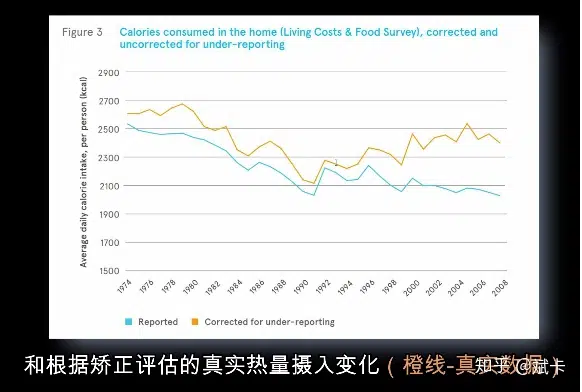 Figure 3 Calories consumed in the home (Living Costs & Food Survey), corrected and
uncorrected for under-reporting
Average daily calorie intake, per person (kcal)
2900
2700
2500
2300
2100
1900
1700
1500
1974 1976 1978 1980 1982 1984 1986 1988 1990 1992 1994 1996 1998 2000 2002 2004 2006 2008
Reported Corrected for under-reporting
和根据矫正评估的真实热量摄入变化(橙线-真实数据)
知乎